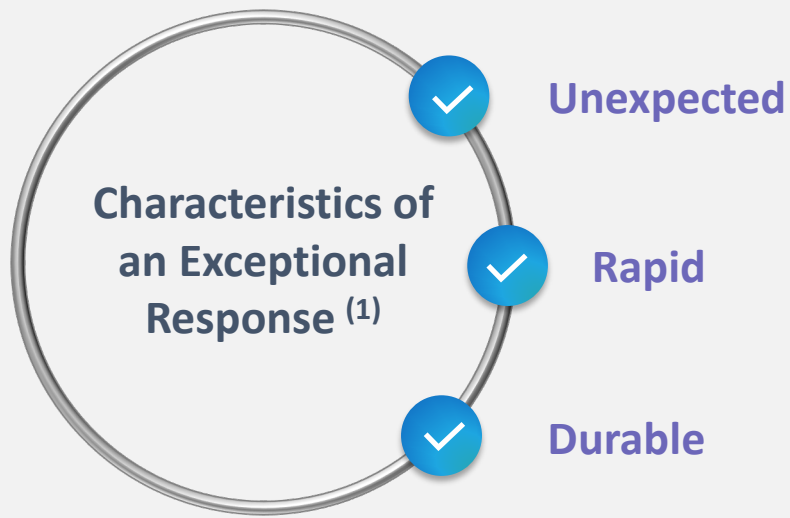 Characteristics of
an Exceptional
Response (1)
Unexpected
Rapid
Durable